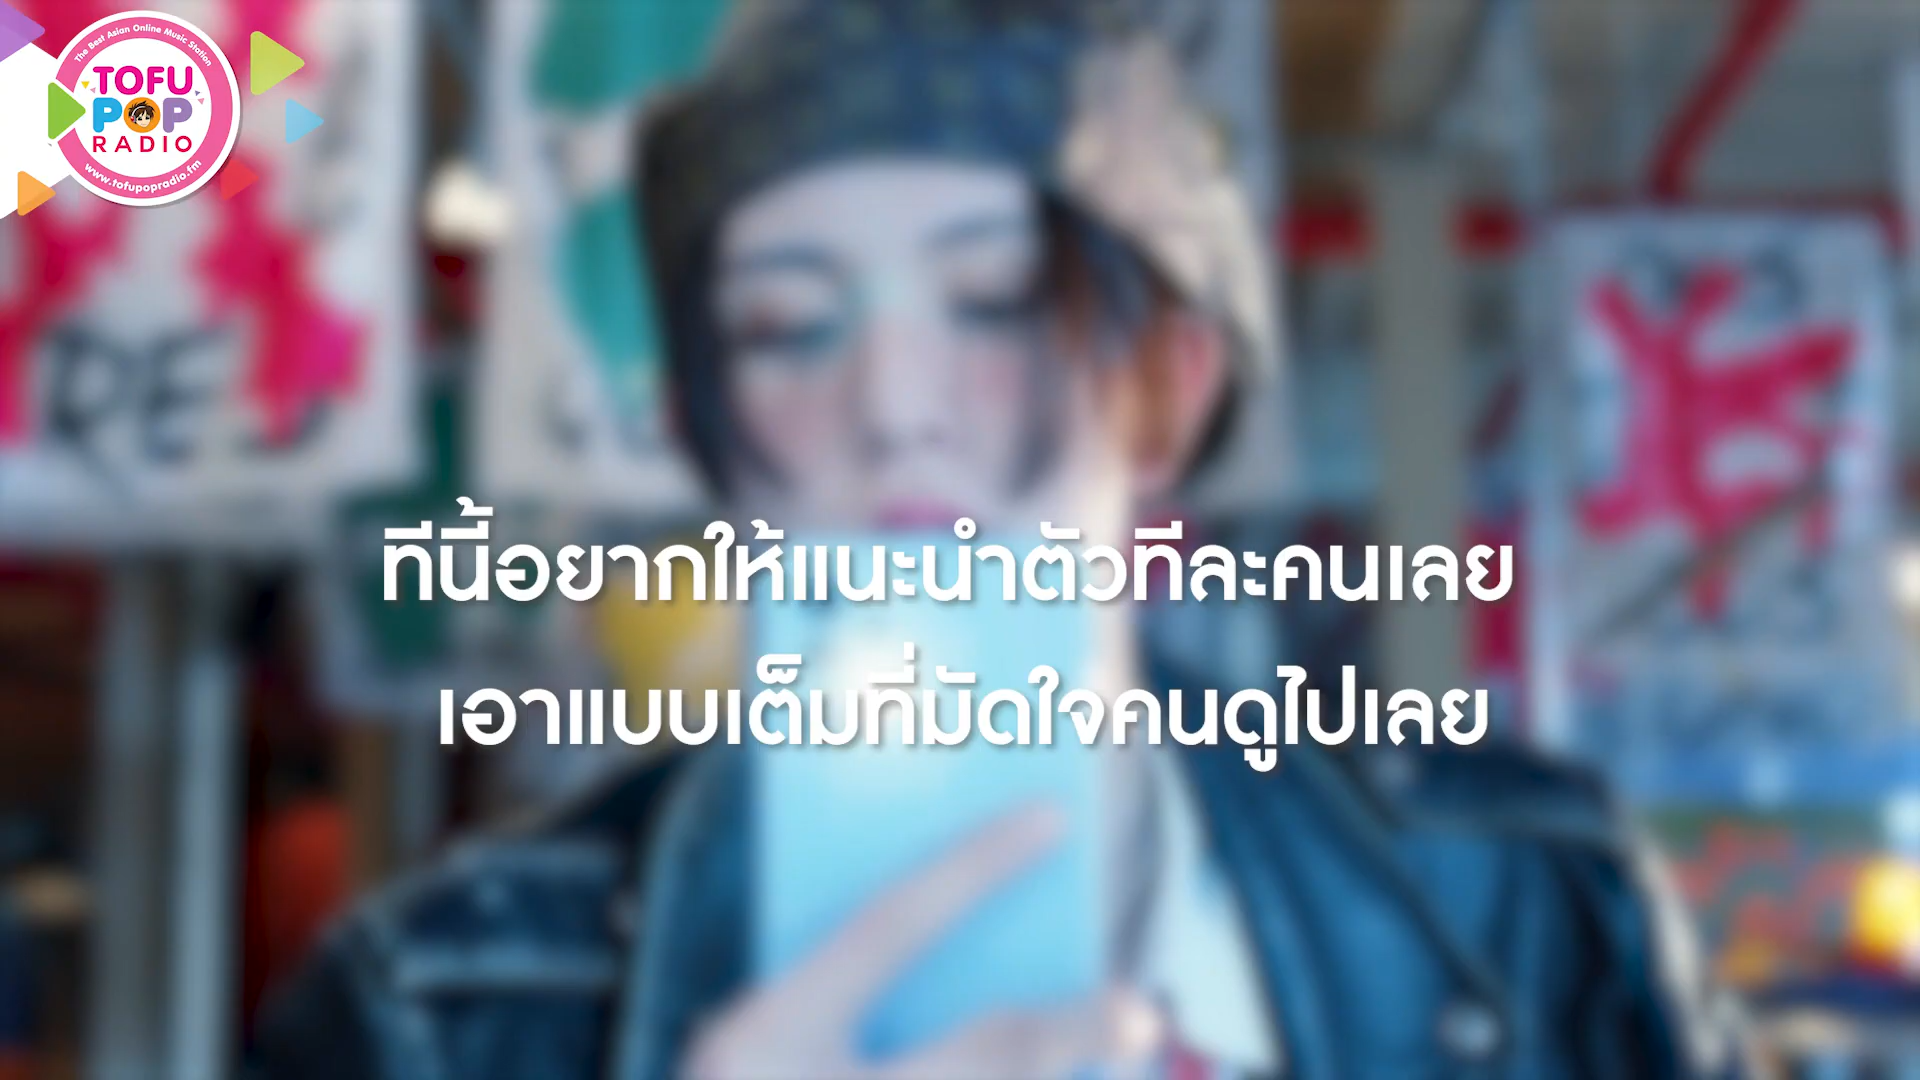 The Best Asian Online Music Station
TOFU
POP
RADIO
www.tofupopradio.fm
ทีนี้อยากให้แนะนำตัวทีละคนเลย
เอาแบบเต็มที่มัดใจคนดูไปเลย